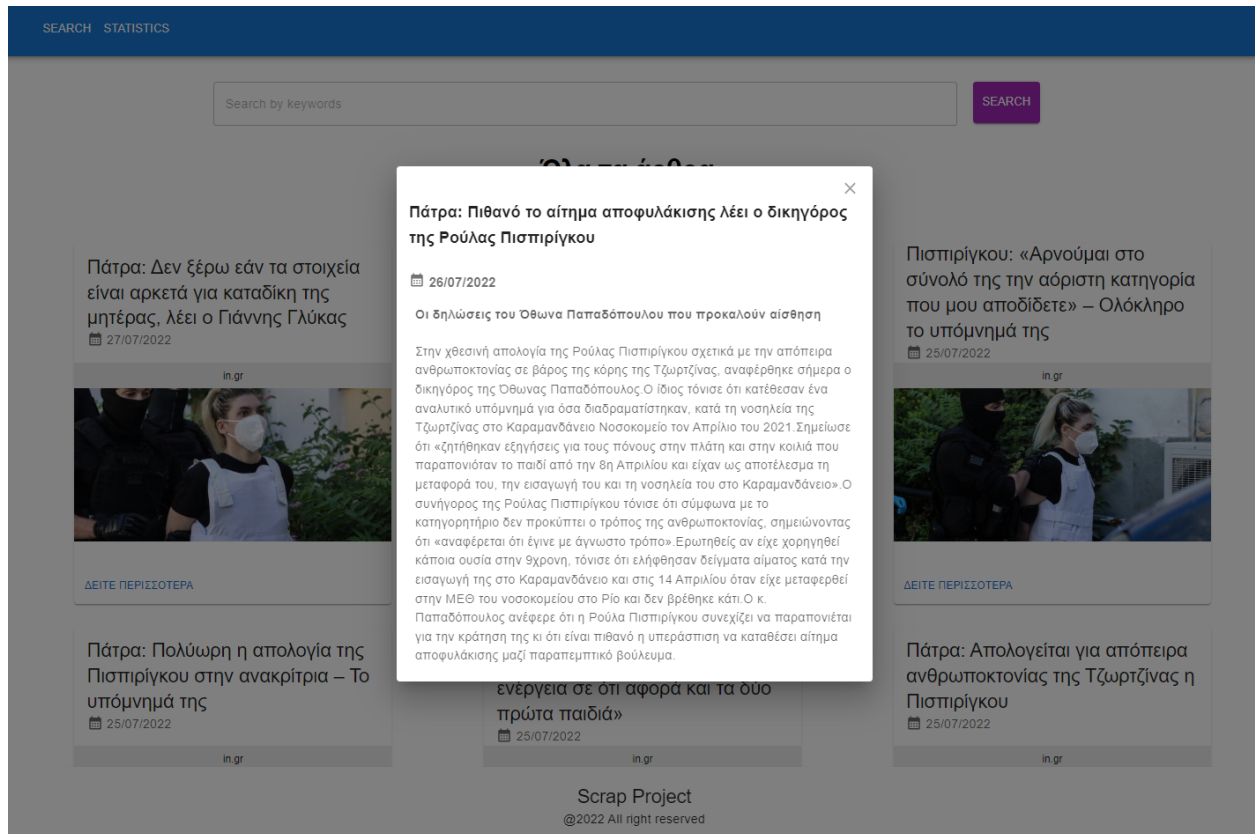 SEARCH STATISTICS
Search by keywords
SEARCH
Όλα τα άρθρα
Πάτρα: Πιθανό το αίτημα αποφυλάκισης λέει ο δικηγόρος
της Ρούλας Πισπιρίγκου
26/07/2022
Οι δηλώσεις του Όθωνα Παπαδόπουλου που προκαλούν αίσθηση
Στην χθεσινή απολογία της Ρούλας Πισπιρίγκου σχετικά με την απόπειρα
ανθρωποκτονίας σε βάρος της κόρης της Τζωρτζίνας, αναφέρθηκε σήμερα ο
δικηγόρος της Όθωνας Παπαδόπουλος.Ο ίδιος τόνισε ότι κατέθεσαν ένα
αναλυτικό υπόμνημά για όσα διαδραματίστηκαν, κατά τη νοσηλεία της
Τζωρτζίνας στο Καραμανδάνειο Νοσοκομείο τον Απρίλιο του 2021.Σημείωσε
ότι «ζητήθηκαν εξηγήσεις για τους πόνους στην πλάτη και στην κοιλιά που
παραπονιόταν το παιδί από την 8η Απριλίου και είχαν ως αποτέλεσμα τη
μεταφορά του, την εισαγωγή του και τη νοσηλεία του στο Καραμανδάνειο».Ο
συνήγορος της Ρούλας Πισπιρίγκου τόνισε ότι σύμφωνα με το
κατηγορητήριο δεν προκύπτει ο τρόπος της ανθρωποκτονίας, σημειώνοντας
ότι «αναφέρεται ότι έγινε με άγνωστο τρόπο».Ερωτηθείς αν είχε χορηγηθεί
κάποια ουσία στην 9χρονη, τόνισε ότι ελήφθησαν δείγματα αίματος κατά την
εισαγωγή της στο Καραμανδάνειο και στις 14 Απριλίου όταν είχε μεταφερθεί
στην ΜΕΘ του νοσοκομείου στο Ρίο και δεν βρέθηκε κάτι.Ο κ.
Παπαδόπουλος ανέφερε ότι η Ρούλα Πισπιρίγκου συνεχίζει να παραπονιέται
για την κράτηση της κι ότι είναι πιθανό η υπεράσπιση να καταθέσει αίτημα
αποφυλάκισης μαζί παραπεμπτικό βούλευμα.
Πάτρα: Δεν ξέρω εάν τα στοιχεία
είναι αρκετά για καταδίκη της
μητέρας, λέει ο Γιάννης Γλύκας
27/07/2022
in.gr
ΔΕΙΤΕ ΠΕΡΙΣΣΟΤΕΡΑ
Πισπιρίγκου: «Αρνούμαι στο
σύνολό της την αόριστη κατηγορία
που μου αποδίδετε» – Ολόκληρο
το υπόμνημά της
25/07/2022
in.gr
ΔΕΙΤΕ ΠΕΡΙΣΣΟΤΕΡΑ
Πάτρα: Πολύωρη η απολογία της
Πισπιρίγκου στην ανακρίτρια – Το
υπόμνημά της
25/07/2022
in.gr
ενέργεια σε ότι αφορά και τα δύο
πρώτα παιδιά»
25/07/2022
in.gr
Πάτρα: Απολογείται για απόπειρα
ανθρωποκτονίας της Τζωρτζίνας η
Πισπιρίγκου
25/07/2022
in.gr
Scrap Project
@2022 All right reserved